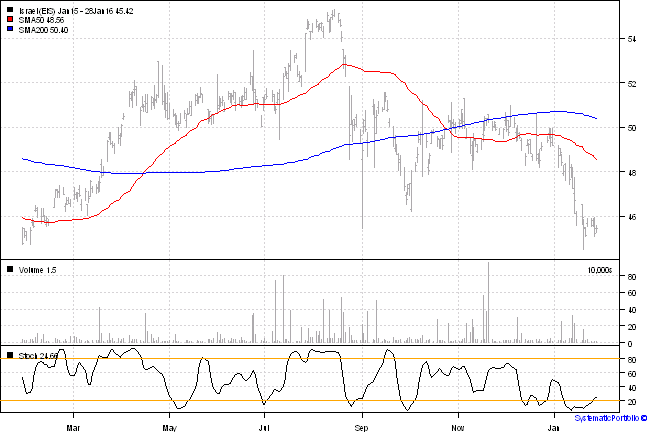 Israel (EIS) Jan15 - 28Jan16 45.42
SMA50 48.56
SMA200 50.40
54
52
50
48
46
Volume 1.5
10,000s
80
60
40
20
0
Stoch 24.66
80
60
40
20
Mar
May
Jul
Sep
Nov
Jan
SystematicPortfolio ©